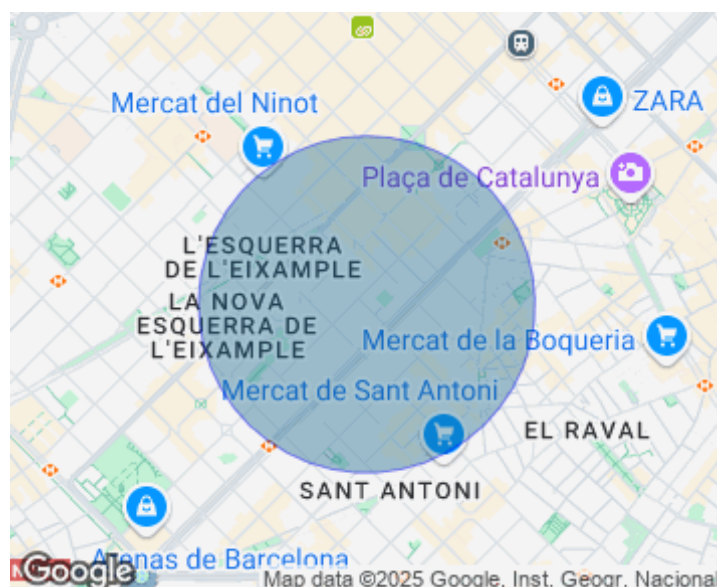 Mercat del Ninot
ZARA
Plaça de Catalunya
L'ESQUERRA
DE L'EIXAMPLE
LA NOVA
ESQUERRA DE
L'EIXAMPLE
Mercat de la Boqueria
Mercat de Sant Antoni
EL RAVAL
SANT ANTONI
Arenas de Barcelona
Google
Map data ©2025 Google, Inst. Geogr. Nacional